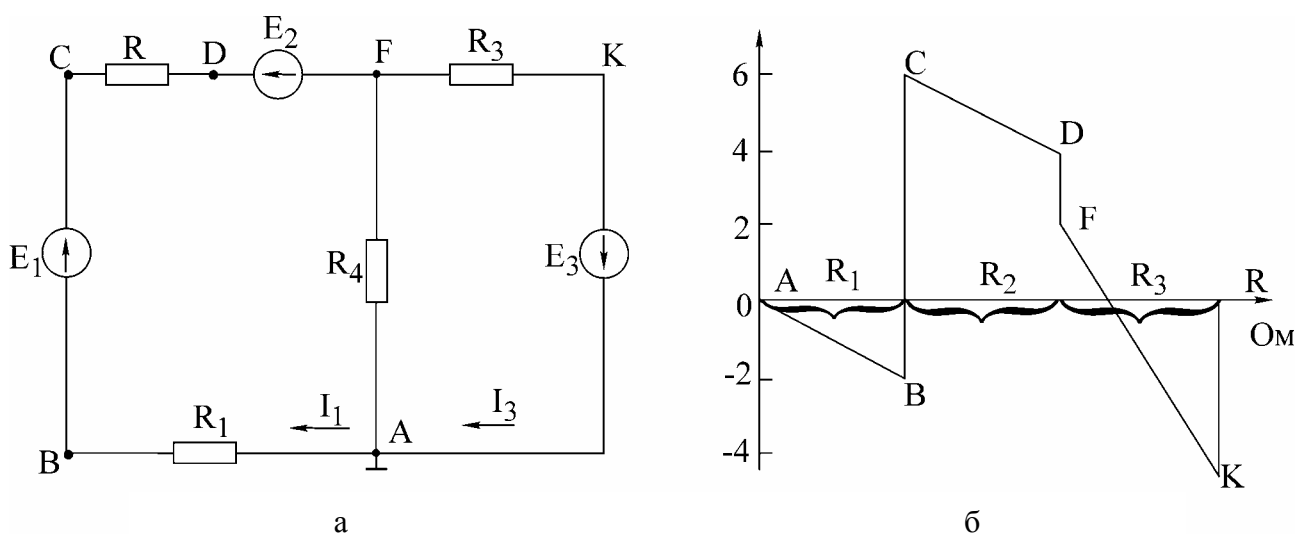 C R D E2 F R3 K
E1 R4 E3
B R1 I1 A I3
а
6 C
4 D
2 F
0 A R1 R2 R3 R
Ом
-2 B
-4 K
б